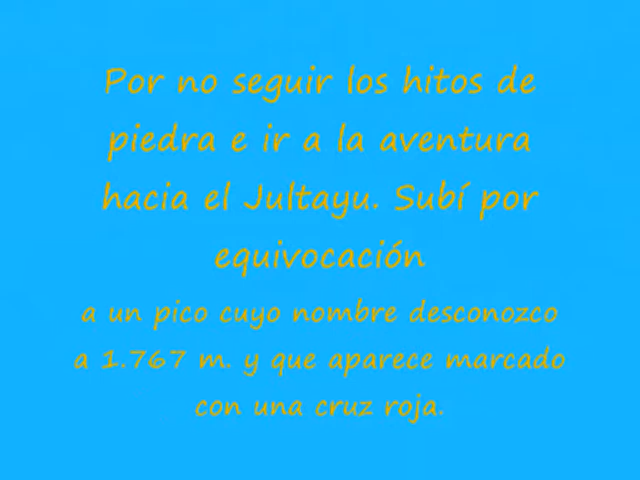 Por no seguir los hitos de
piedra e ir a la aventura
hacia el Jultayu. Subí por
equivocación
a un pico cuyo nombre desconozco
a 1.767 m. y que aparece marcado
con una cruz roja.